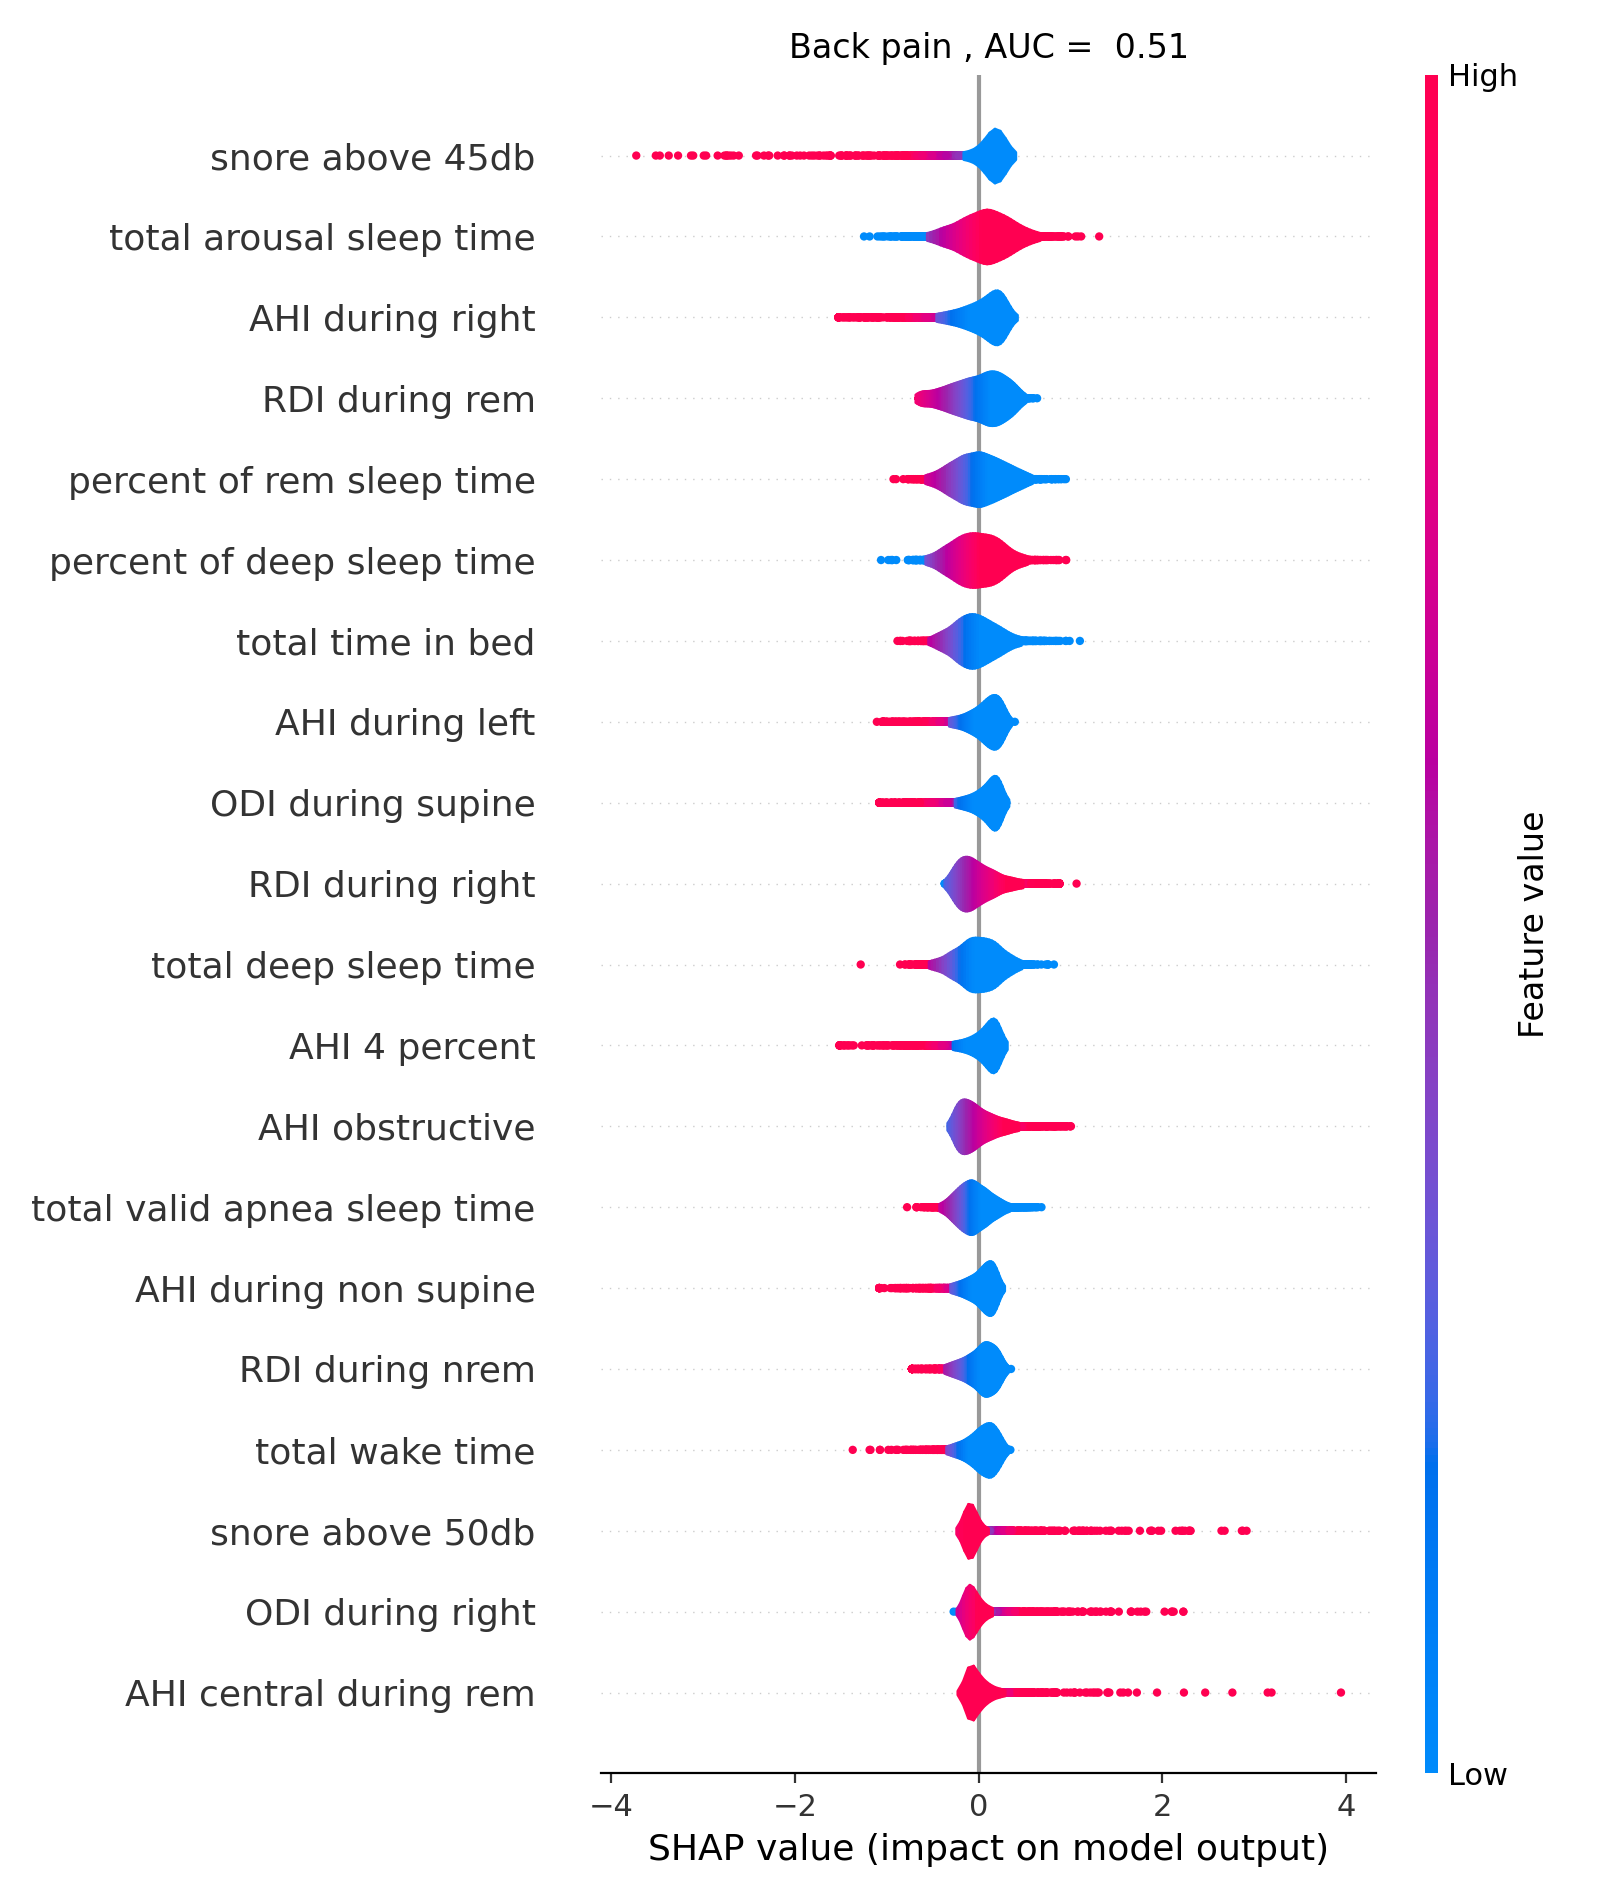 Back pain , AUC =  0.51
High
snore above 45db
total arousal sleep time
AHI during right
RDI during rem
percent of rem sleep time
percent of deep sleep time
total time in bed
AHI during left
ODI during supine
RDI during right
total deep sleep time
AHI 4 percent
AHI obstructive
total valid apnea sleep time
AHI during non supine
RDI during nrem
total wake time
snore above 50db
ODI during right
AHI central during rem
Feature value
Low
−4 −2 0 2 4
SHAP value (impact on model output)